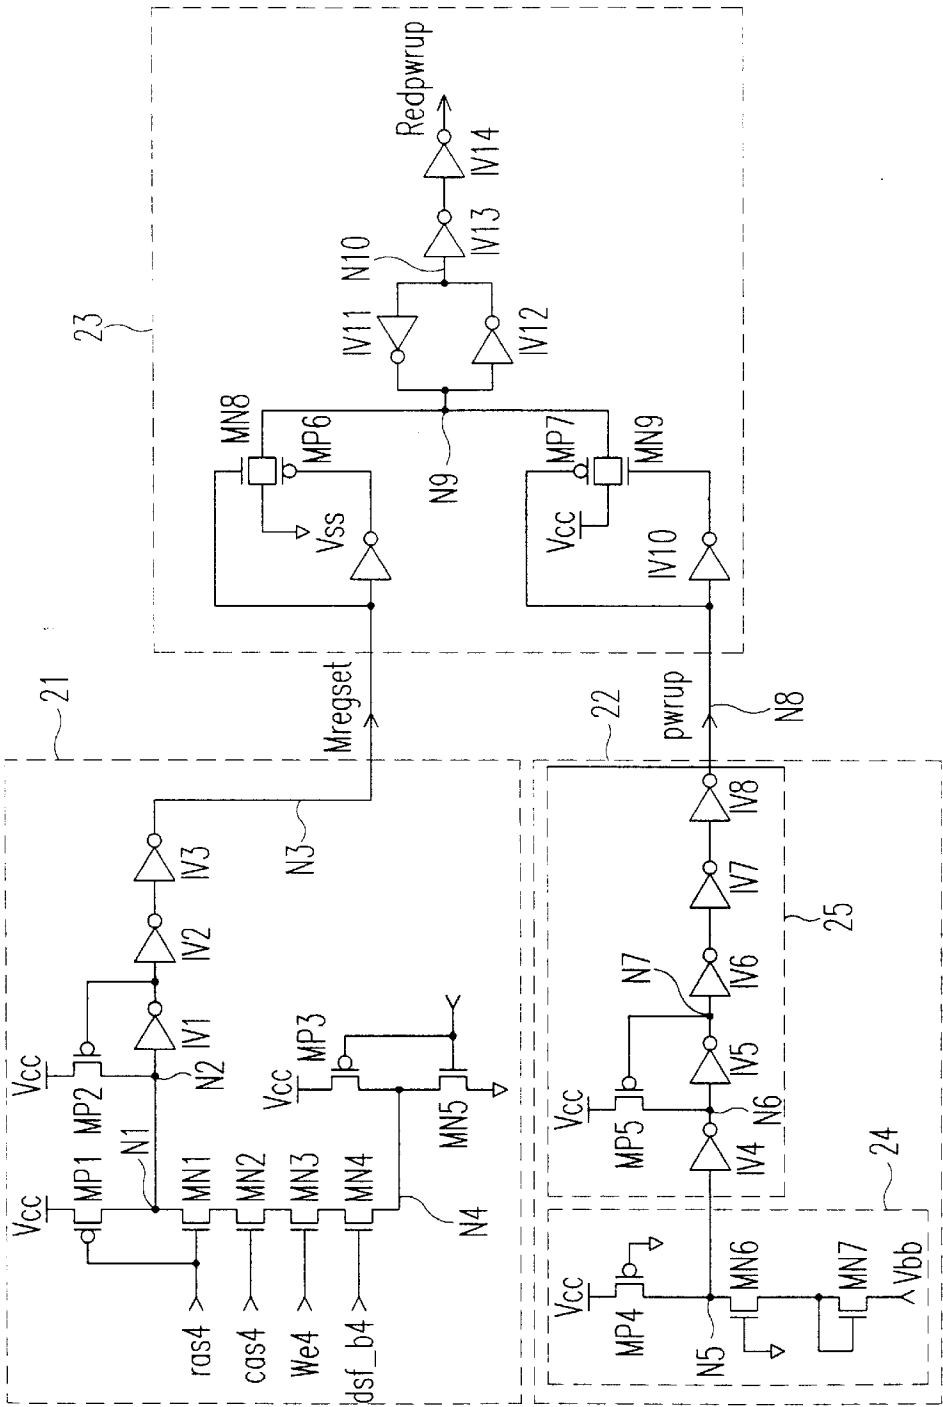 21
Vcc
MP1
N1
Vcc
MP2
N2
IV1
IV2
IV3
N3
Mregset
ras4
MN1
cas4
MN2
We4
MN3
dsf_b4
MN4
N4
Vcc
MP3
MN5
22
24
Vcc
MP4
N5
MN6
MN7
Vbb
25
Vcc
MP5
IV4
N6
IV5
N7
IV6
IV7
IV8
pwrup
N8
23
MN8
MP6
Vss
N9
MP7
MN9
Vcc
IV10
IV11
IV12
N10
IV13
IV14
Redpwrup